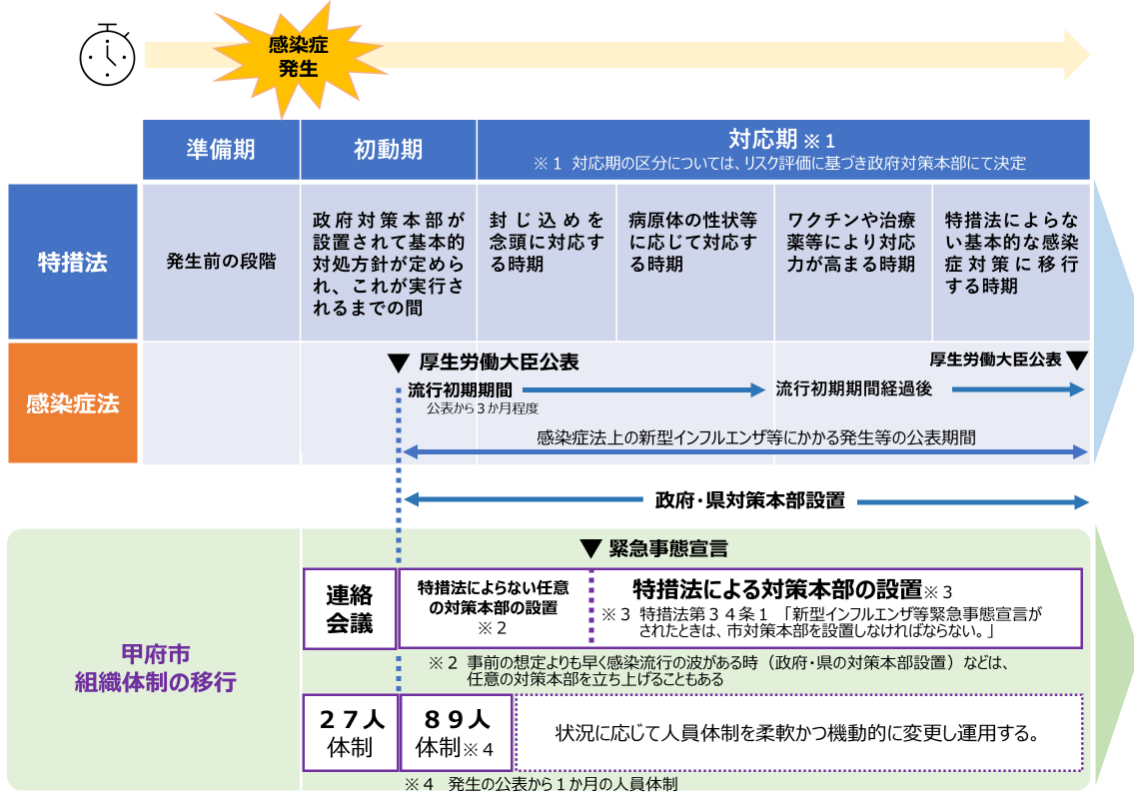 感染症
発生
準備期
初動期
対応期※１
※１ 対応期の区分については、リスク評価に基づき政府対策本部にて決定
特措法
発生前の段階
政府対策本部が
設置されて基本的
対処方針が定めら
れ、これが実行さ
れるまでの間
封じ込めを
念頭に対応す
る時期
病原体の性状等
に応じて対応す
る時期
ワクチンや治療
薬等により対応
力が高まる時期
特措法によらな
い基本的な感染
症対策に移行
する時期
感染症法
▼ 厚生労働大臣公表
厚生労働大臣公表 ▼
流行初期期間
公表から３か月程度
流行初期期間経過後
感染症法上の新型インフルエンザ等にかかる発生等の公表期間
政府・県対策本部設置
甲府市
組織体制の移行
▼ 緊急事態宣言
連絡
会議
特措法によらない任意
の対策本部の設置
※２
特措法による対策本部の設置※３
※３ 特措法第３４条１ 「新型インフルエンザ等緊急事態宣言が
されたときは、市対策本部を設置しなければならない。」
※２ 事前の想定よりも早く感染流行の波がある時（政府・県の対策本部設置）などは、
任意の対策本部を立ち上げることもある
２７人
体制
８９人
体制※４
状況に応じて人員体制を柔軟かつ機動的に変更し運用する。
※４ 発生の公表から１か月の人員体制